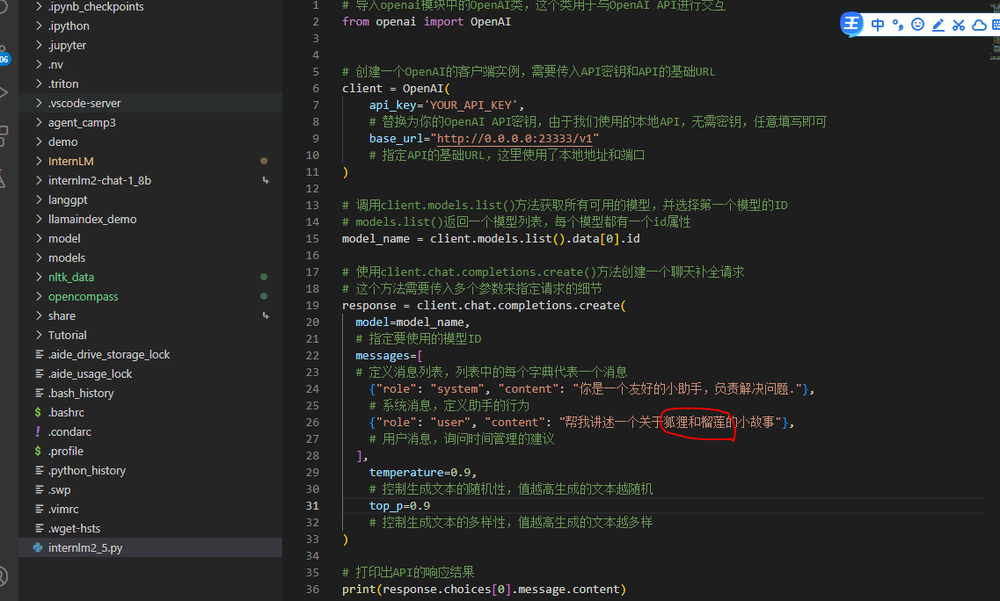 .ipynb_checkpoints
.ipython
.jupyter
.nv
.triton
.vscode-server
agent_camp3
demo
InternLM
internlm2-chat-1_8b
langgpt
llamaindex_demo
model
models
nltk_data
opencompass
share
Tutorial
.aide_drive_storage_lock
.aide_usage_lock
.bash_history
$ .bashrc
! .condarc
$ .profile
.python_history
.swp
.vimrc
.wget-hsts
internlm2_5.py
1 # 导入openai模块中的OpenAI类，这个类用于与OpenAI API进行交互
2 from openai import OpenAI
3
4
5 # 创建一个OpenAI的客户端实例，需要传入API密钥和API的基础URL
6 client = OpenAI(
7 api_key='YOUR_API_KEY',
8 # 替换为你的OpenAI API密钥，由于我们使用的本地API，无需密钥，任意填写即可
9 base_url="http://0.0.0.0:23333/v1"
10 # 指定API的基础URL，这里使用了本地地址和端口
11 )
12
13 # 调用client.models.list()方法获取所有可用的模型，并选择第一个模型的ID
14 # models.list()返回一个模型列表，每个模型都有一个id属性
15 model_name = client.models.list().data[0].id
16
17 # 使用client.chat.completions.create()方法创建一个聊天补全请求
18 # 这个方法需要传入多个参数来指定请求的细节
19 response = client.chat.completions.create(
20 model=model_name,
21 # 指定要使用的模型ID
22 messages=[
23 # 定义消息列表，列表中的每个字典代表一个消息
24 {"role": "system", "content": "你是一个友好的小助手，负责解决问题."},
25 # 系统消息，定义助手的行为
26 {"role": "user", "content": "帮我讲述一个关于狐狸和榴莲的小故事"},
27 # 用户消息，询问时间管理的建议
28 ],
29 temperature=0.9,
30 # 控制生成文本的随机性，值越高生成的文本越随机
31 top_p=0.9
32 # 控制生成文本的多样性，值越高生成的文本越多样
33 )
34
35 # 打印出API的响应结果
36 print(response.choices[0].message.content)
王 中